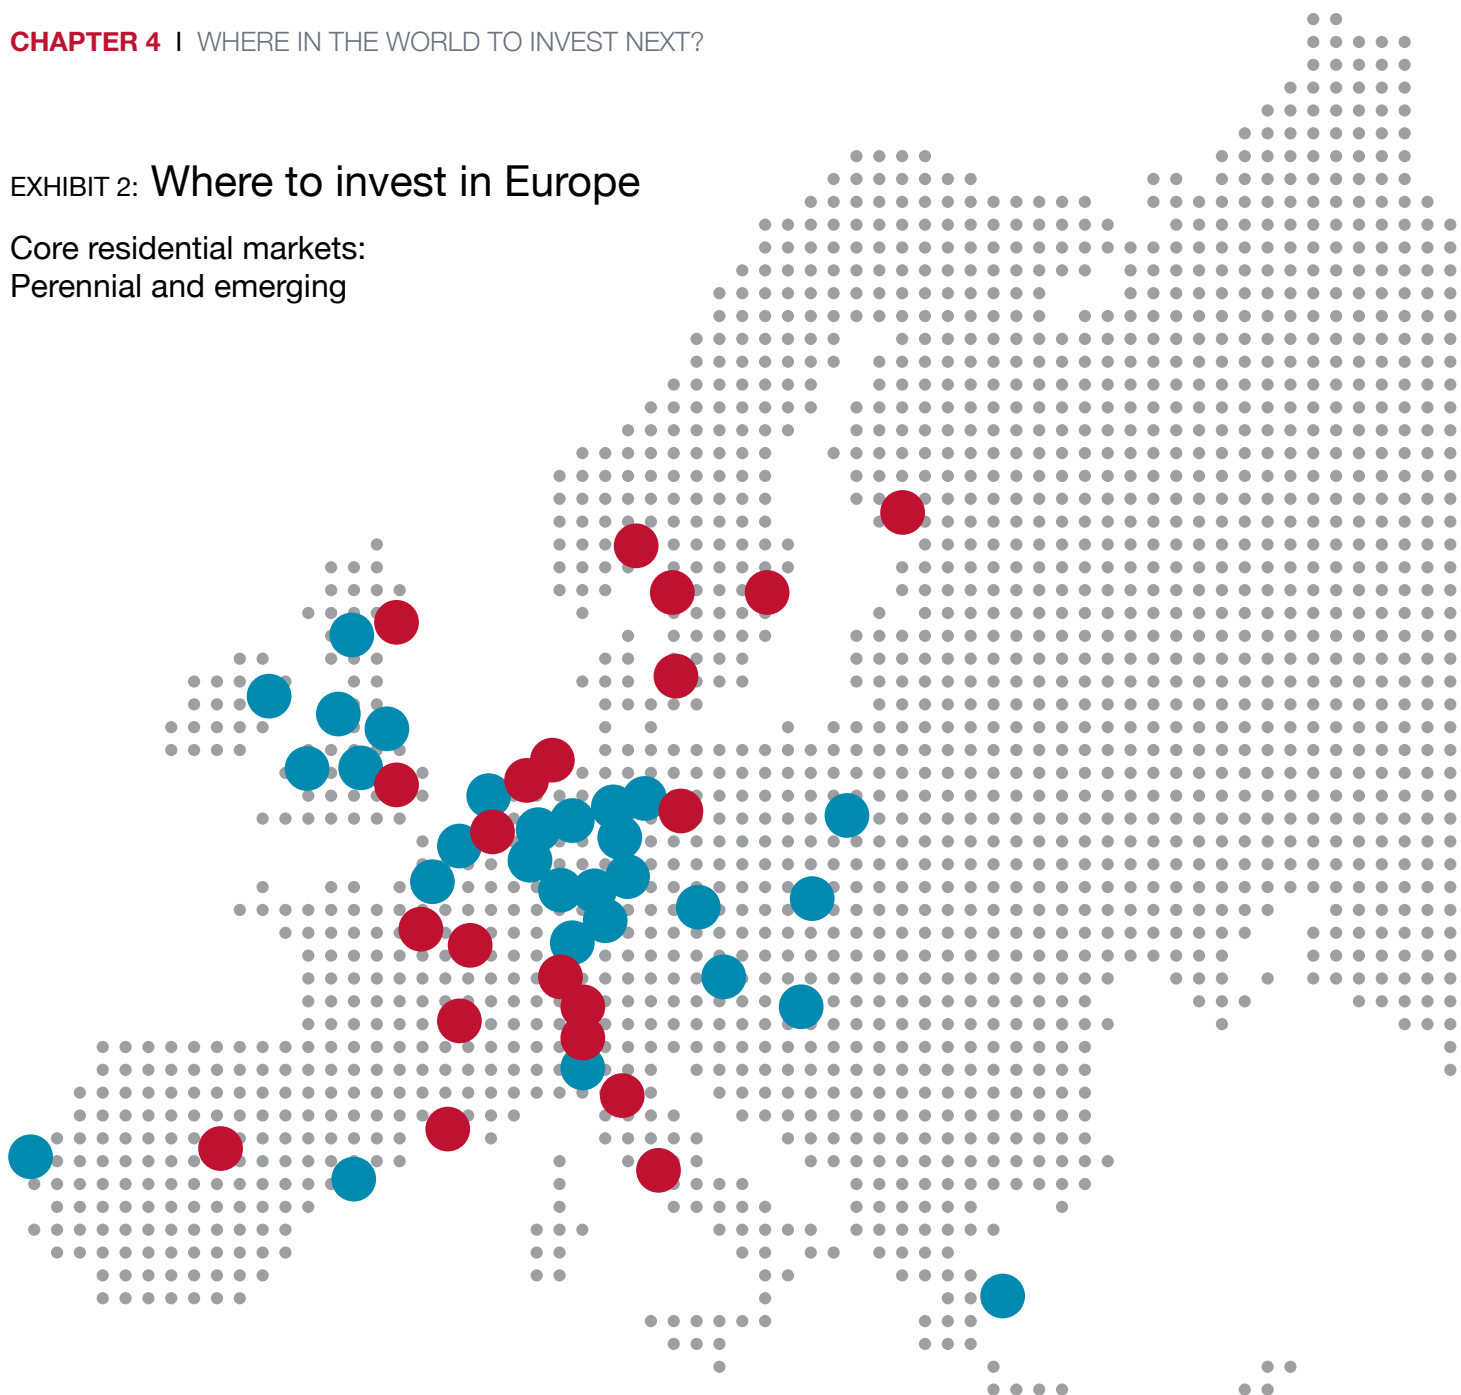 CHAPTER 4 I WHERE IN THE WORLD TO INVEST NEXT?
EXHIBIT 2: Where to invest in Europe
Core residential markets:
Perennial and emerging